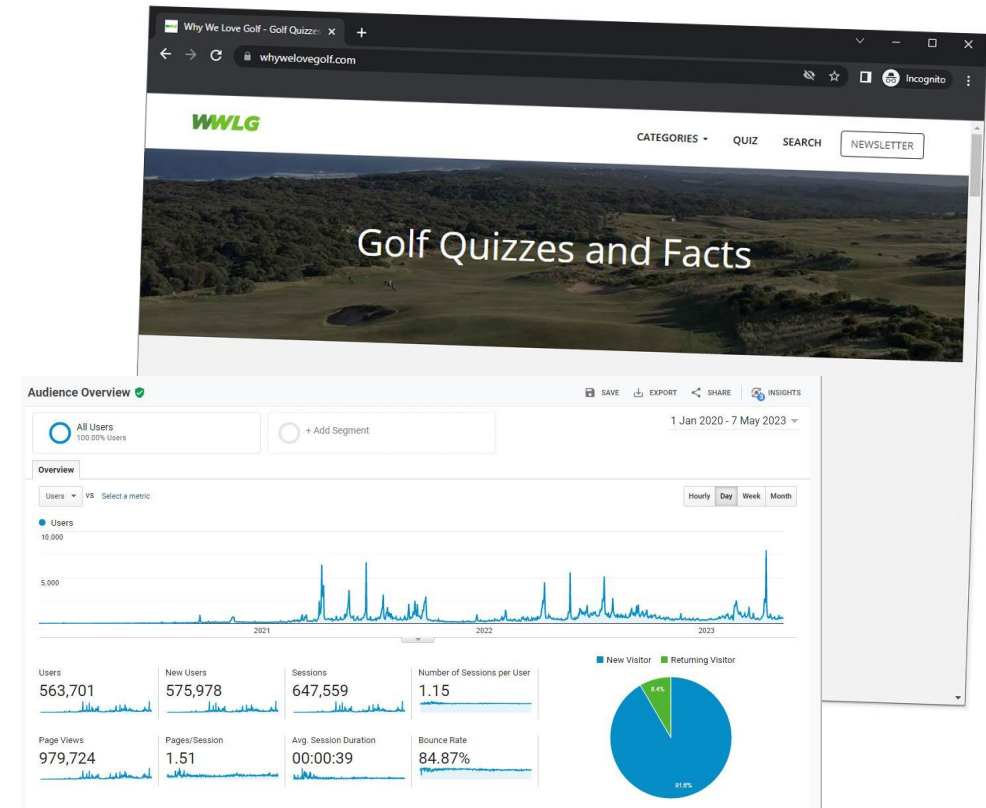 Why We Love Golf - Golf Quizzes
whywelovegolf.com
Incognito
WWLG
CATEGORIES
QUIZ
SEARCH
NEWSLETTER
Golf Quizzes and Facts
Audience Overview
SAVE
EXPORT
SHARE
INSIGHTS
All Users
100.00% Users
+ Add Segment
1 Jan 2020 - 7 May 2023
Overview
Users
VS
Select a metric
Hourly
Day
Week
Month
Users
10,000
5,000
2021
2022
2023
New Visitor
Returning Visitor
Users
New Users
Sessions
Number of Sessions per User
563,701
575,978
647,559
1.15
8.4%
Page Views
Pages/Session
Avg. Session Duration
Bounce Rate
979,724
1.51
00:00:39
84.87%
91.6%